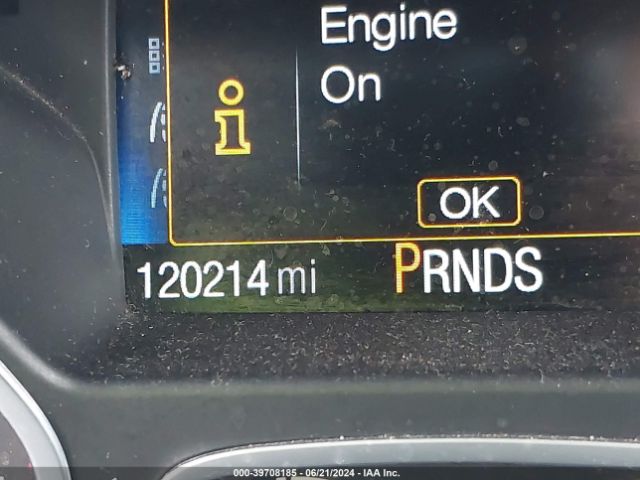 Engine
On
i
OK
120214 mi
PRNDS
000-39708185 - 06/21/2024 - IAA Inc.